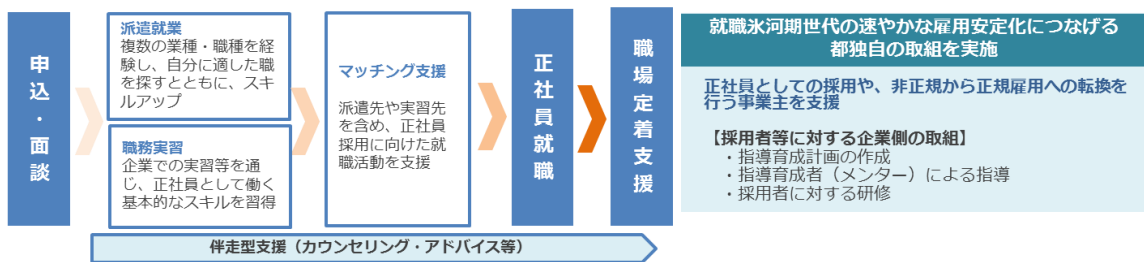 申込・面談
派遣就業
複数の業種・職種を経
験し、自分に適した職
を探すとともに、スキ
ルアップ
職務実習
企業での実習等を通
じ、正社員として働く
基本的なスキルを習得
マッチング支援
派遣先や実習先
を含め、正社員
採用に向けた就
職活動を支援
正社員就職
職場定着支援
伴走型支援（カウンセリング・アドバイス等）
就職氷河期世代の速やかな雇用安定化につなげる
都独自の取組を実施
正社員としての採用や、非正規から正規雇用への転換を
行う事業主を支援
【採用者等に対する企業側の取組】
・指導育成計画の作成
・指導育成者（メンター）による指導
・採用者に対する研修